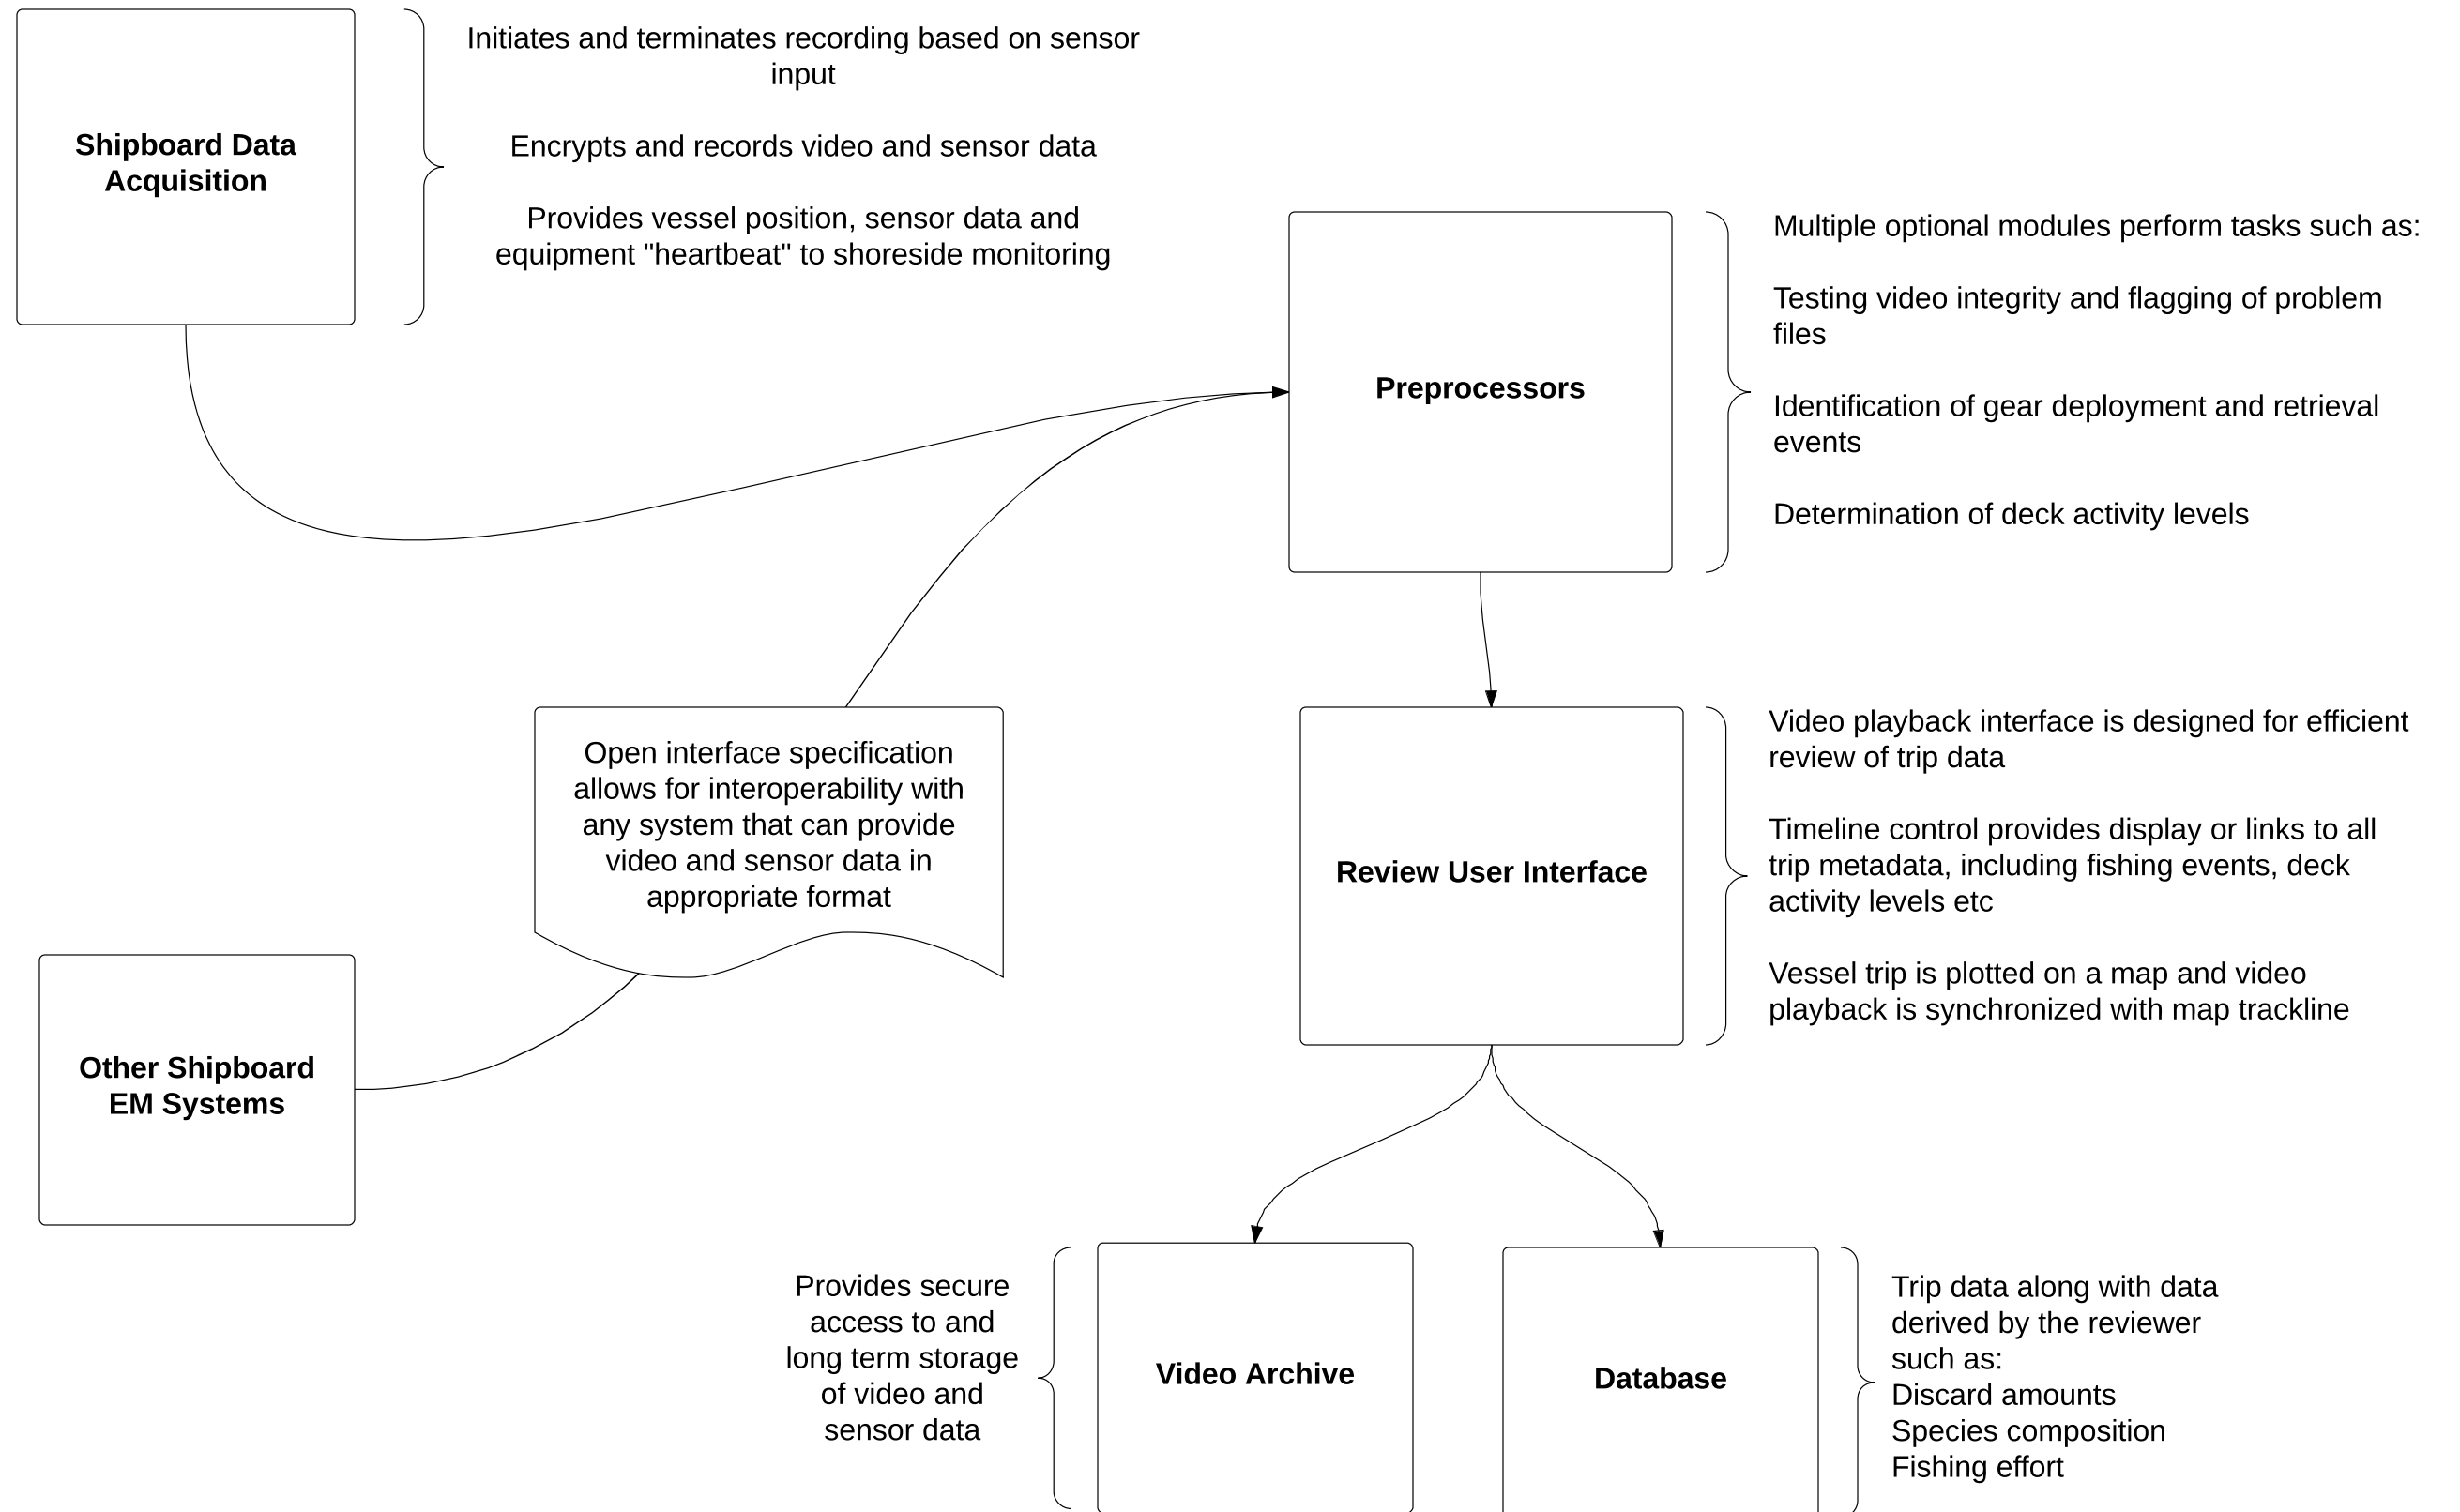 Shipboard Data
Acquisition
Initiates and terminates recording based on sensor
input
Encrypts and records video and sensor data
Provides vessel position, sensor data and
equipment "heartbeat" to shoreside monitoring
Preprocessors
Multiple optional modules perform tasks such as:
Testing video integrity and flagging of problem
files
Identification of gear deployment and retrieval
events
Determination of deck activity levels
Open interface specification
allows for interoperability with
any system that can provide
video and sensor data in
appropriate format
Review User Interface
Video playback interface is designed for efficient
review of trip data
Timeline control provides display or links to all
trip metadata, including fishing events, deck
activity levels etc
Vessel trip is plotted on a map and video
playback is synchronized with map trackline
Other Shipboard
EM Systems
Provides secure
access to and
long term storage
of video and
sensor data
Video Archive
Database
Trip data along with data
derived by the reviewer
such as:
Discard amounts
Species composition
Fishing effort